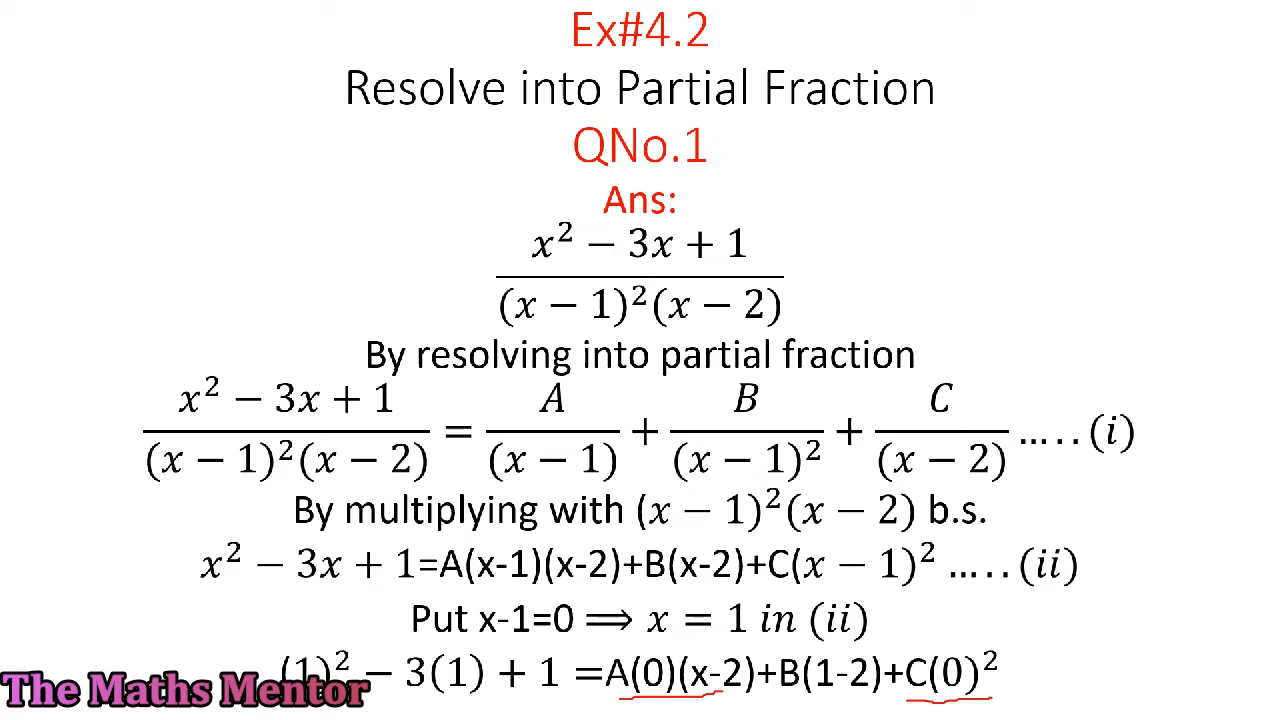 Ex#4.2
Resolve into Partial Fraction
QNo.1
Ans:
x² − 3x + 1
(x − 1)²(x − 2)
By resolving into partial fraction
x² − 3x + 1 A B C
(x − 1)²(x − 2) = (x − 1) + (x − 1)² + (x − 2) ….. (i)
By multiplying with (x − 1)²(x − 2) b.s.
x² − 3x + 1=A(x-1)(x-2)+B(x-2)+C(x − 1)² ….. (ii)
Put x-1=0 ⟹ x = 1 in (ii)
(1)² − 3(1) + 1 =A(0)(x-2)+B(1-2)+C(0)²
The Maths Mentor